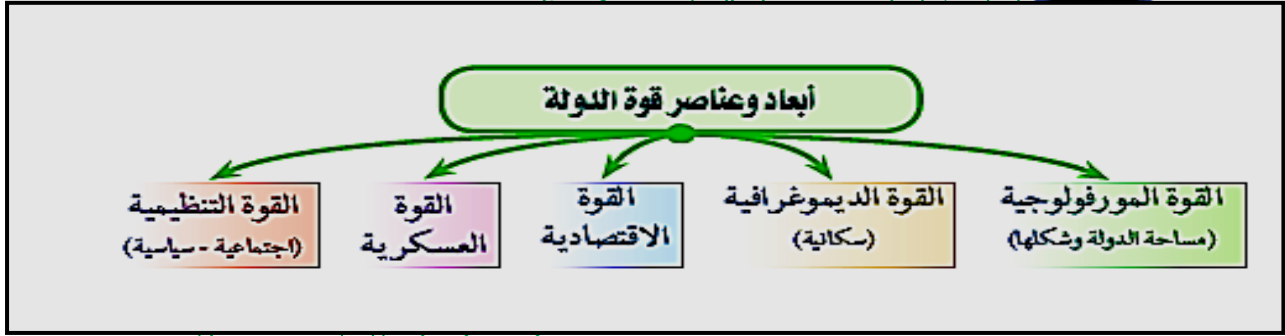 أبعاد وعناصر قوة الدولة
القوة المورفولوجية
(مساحة الدولة وشكلها)
القوة الديموغرافية
(سكانية)
القوة
الاقتصادية
القوة
العسكرية
القوة التنظيمية
(اجتماعية - سياسية)